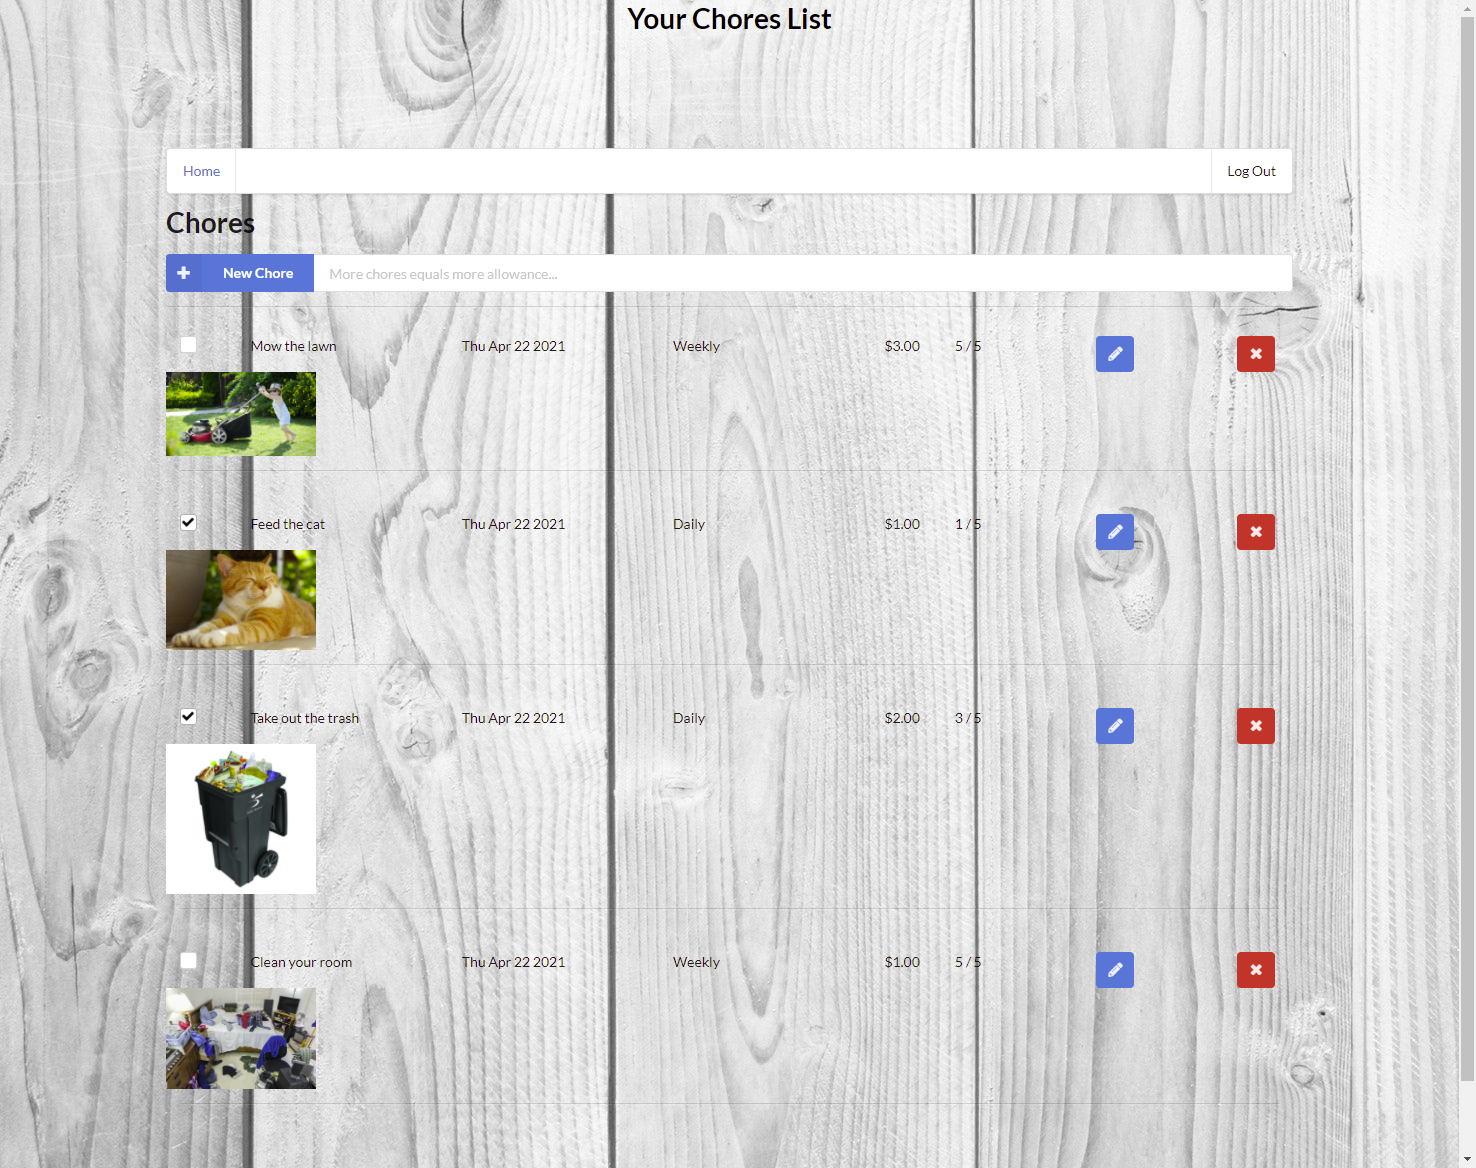 Your Chores List
Home Log Out
Chores
New Chore More chores equals more allowance...
Mow the lawn Thu Apr 22 2021 Weekly $3.00 5 / 5
Feed the cat Thu Apr 22 2021 Daily $1.00 1 / 5
Take out the trash Thu Apr 22 2021 Daily $2.00 3 / 5
Clean your room Thu Apr 22 2021 Weekly $1.00 5 / 5